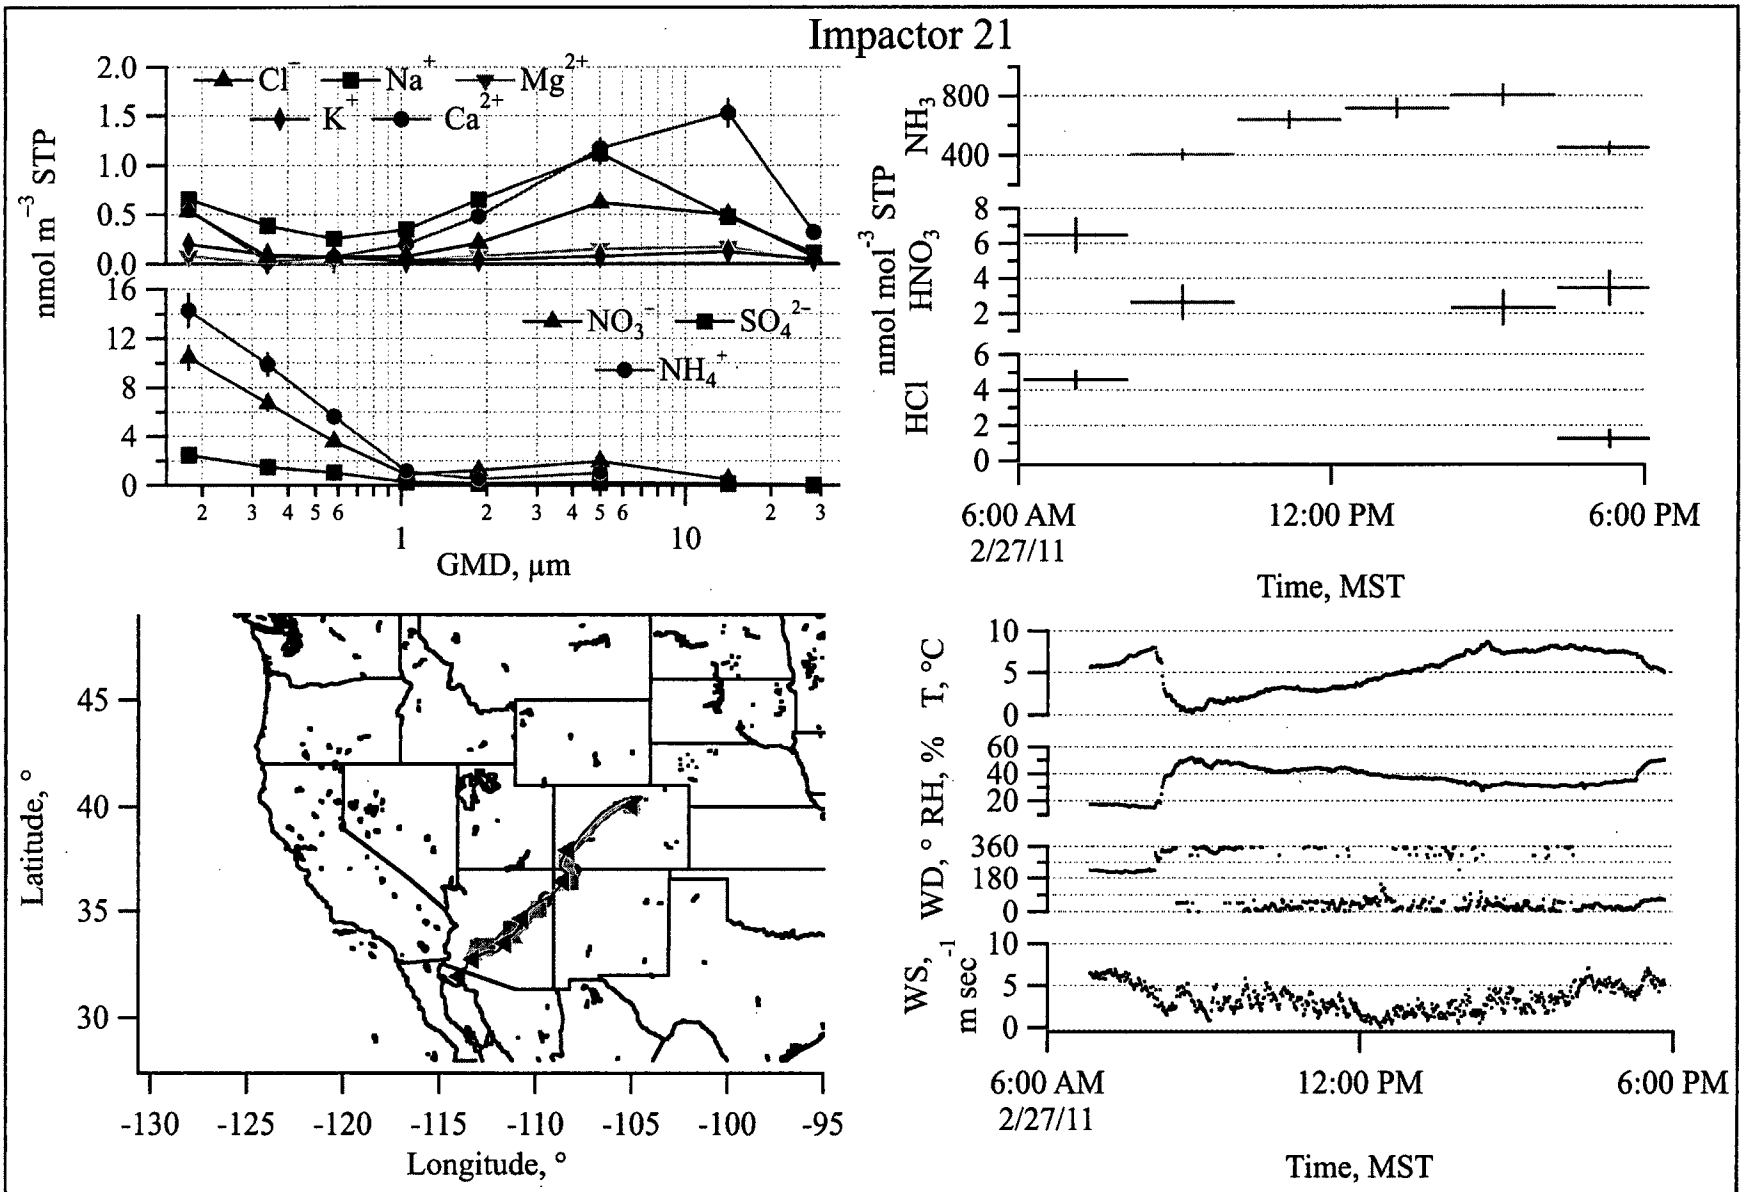 Impactor 21
Cl⁻ Na⁺ Mg²⁺
K⁺ Ca²⁺
2.0
1.5
1.0
0.5
0.0
nmol m⁻³ STP
NO₃⁻ SO₄²⁻
NH₄⁺
16
12
8
4
0
2 3 4 5 6 2 3 4 5 6 2 3
1 10
GMD, µm
NH₃
800
400
nmol mol⁻³ STP
HNO₃
8
6
4
2
HCl
6
4
2
0
6:00 AM 12:00 PM 6:00 PM
2/27/11
Time, MST
Latitude, °
45
40
35
30
-130 -125 -120 -115 -110 -105 -100 -95
Longitude, °
T, °C
10
5
0
RH, %
60
40
20
WD, °
360
180
0
WS,
m sec⁻¹
10
5
0
6:00 AM 12:00 PM 6:00 PM
2/27/11
Time, MST